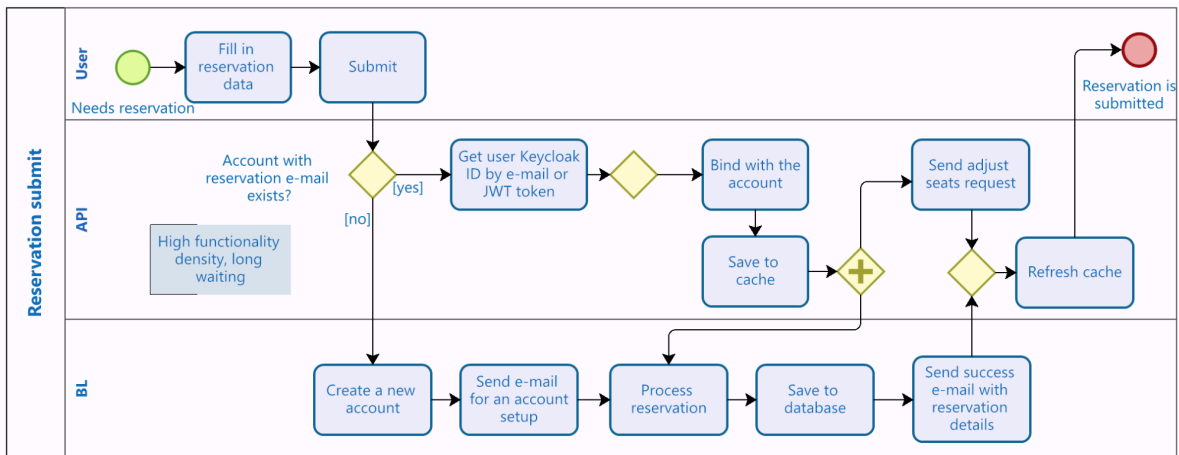 Reservation submit
User
Needs reservation
Fill in
reservation
data
Submit
Reservation is
submitted
API
Account with
reservation e-mail
exists?
[yes]
[no]
Get user Keycloak
ID by e-mail or
JWT token
Bind with the
account
Send adjust
seats request
High functionality
density, long
waiting
Save to
cache
Refresh cache
BL
Create a new
account
Send e-mail
for an account
setup
Process
reservation
Save to
database
Send success
e-mail with
reservation
details